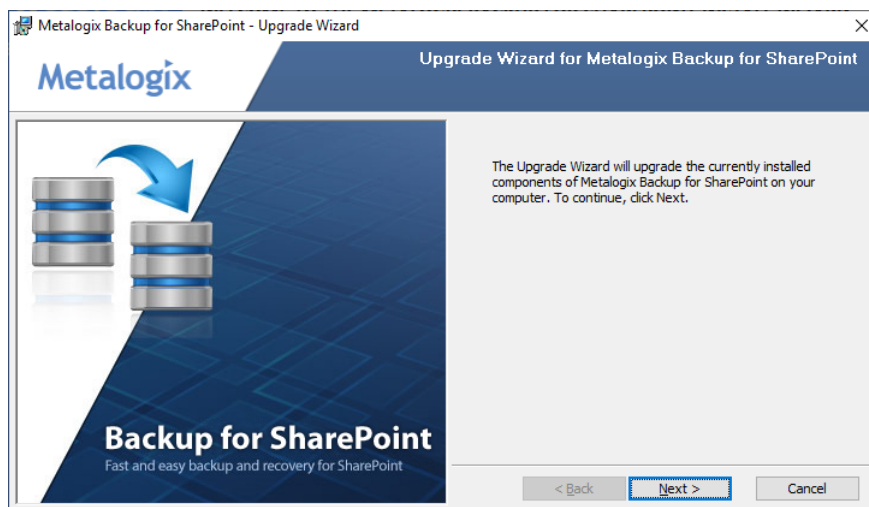 Metalogix Backup for SharePoint - Upgrade Wizard
Metalogix
Upgrade Wizard for Metalogix Backup for SharePoint
The Upgrade Wizard will upgrade the currently installed
components of Metalogix Backup for SharePoint on your
computer. To continue, click Next.
Backup for SharePoint
Fast and easy backup and recovery for SharePoint
< Back
Next >
Cancel